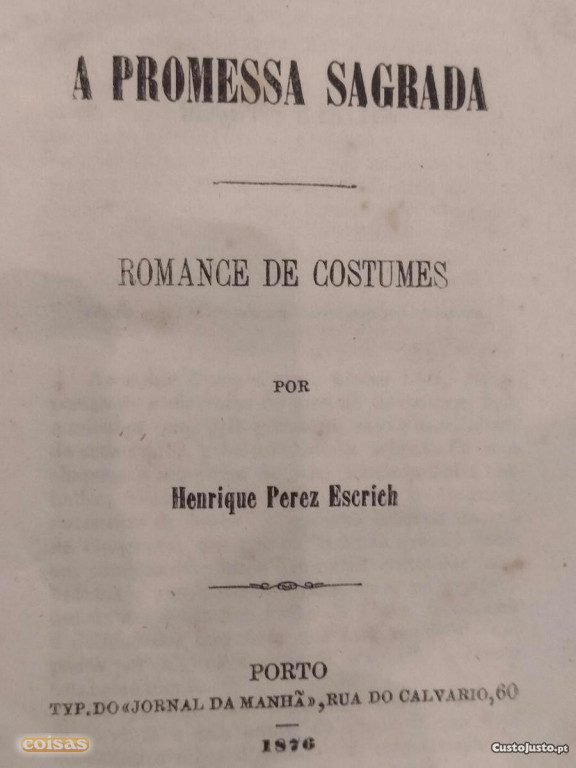 A PROMESSA SAGRADA
ROMANCE DE COSTUMES
POR
Henrique Perez Escrich
PORTO
TYP. DO «JORNAL DA MANHÃ», RUA DO CALVARIO, 60
1876
coisas
CustoJusto.pt